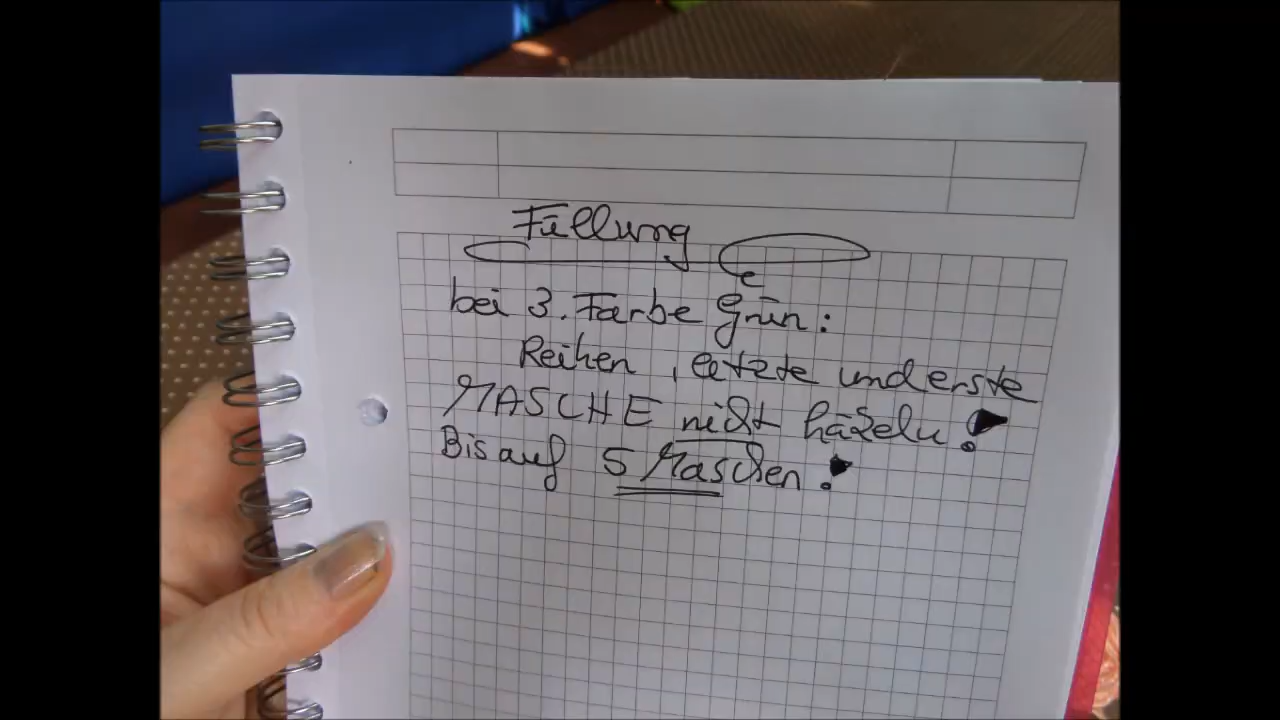 Füllung
bei 3. Farbe Grün:
Reihen, letzte und erste
MASCHE nicht häkeln!
Bis auf 5 Maschen!